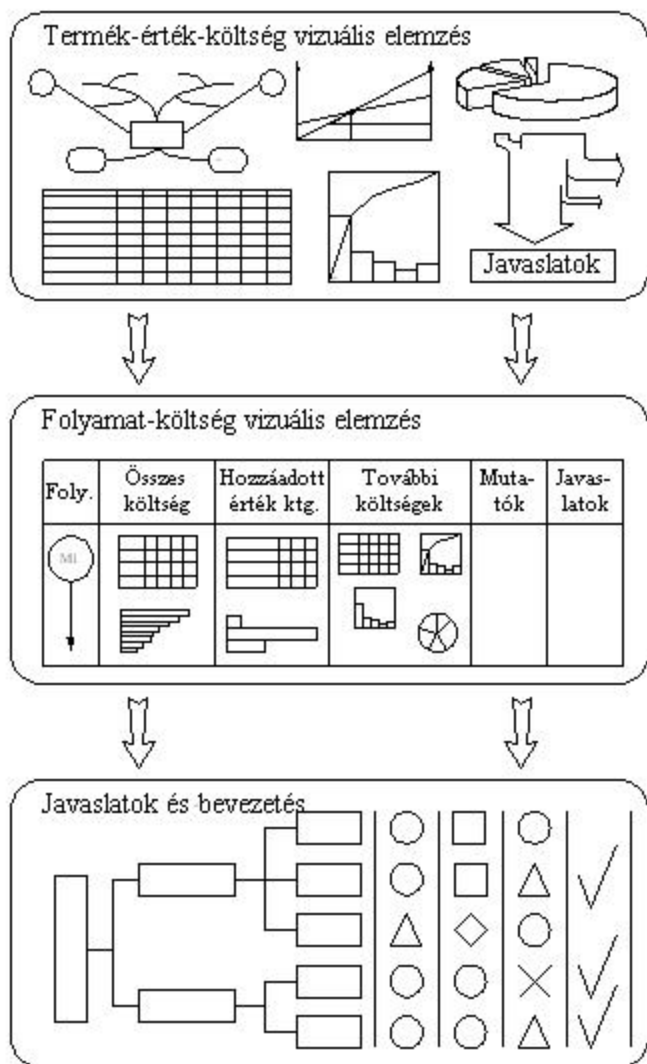 Termék-érték-költség vizuális elemzés
Javaslatok
Folyamat-költség vizuális elemzés
Foly.
Összes
költség
Hozzáadott
érték ktg.
További
költségek
Muta-
tók
Javas-
latok
M1
Javaslatok és bevezetés